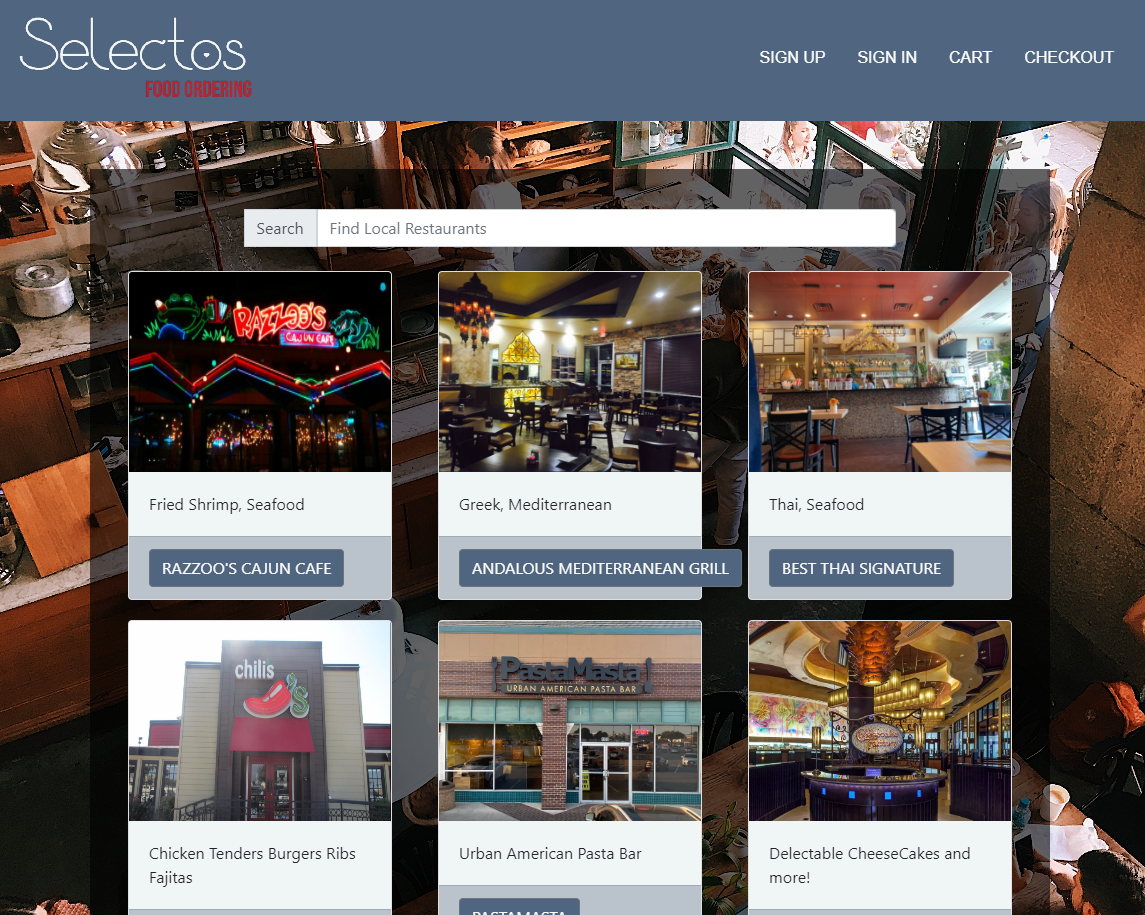 Selectos
FOOD ORDERING
SIGN UP
SIGN IN
CART
CHECKOUT
Search
Find Local Restaurants
RAZZOO'S
CAJUN CAFE
Fried Shrimp, Seafood
RAZZOO'S CAJUN CAFE
Greek, Mediterranean
ANDALOUS MEDITERRANEAN GRILL
Thai, Seafood
BEST THAI SIGNATURE
chili's
Chicken Tenders Burgers Ribs
Fajitas
PastaMasta
URBAN AMERICAN PASTA BAR
Urban American Pasta Bar
PASTAMASTA
Delectable CheeseCakes and
more!